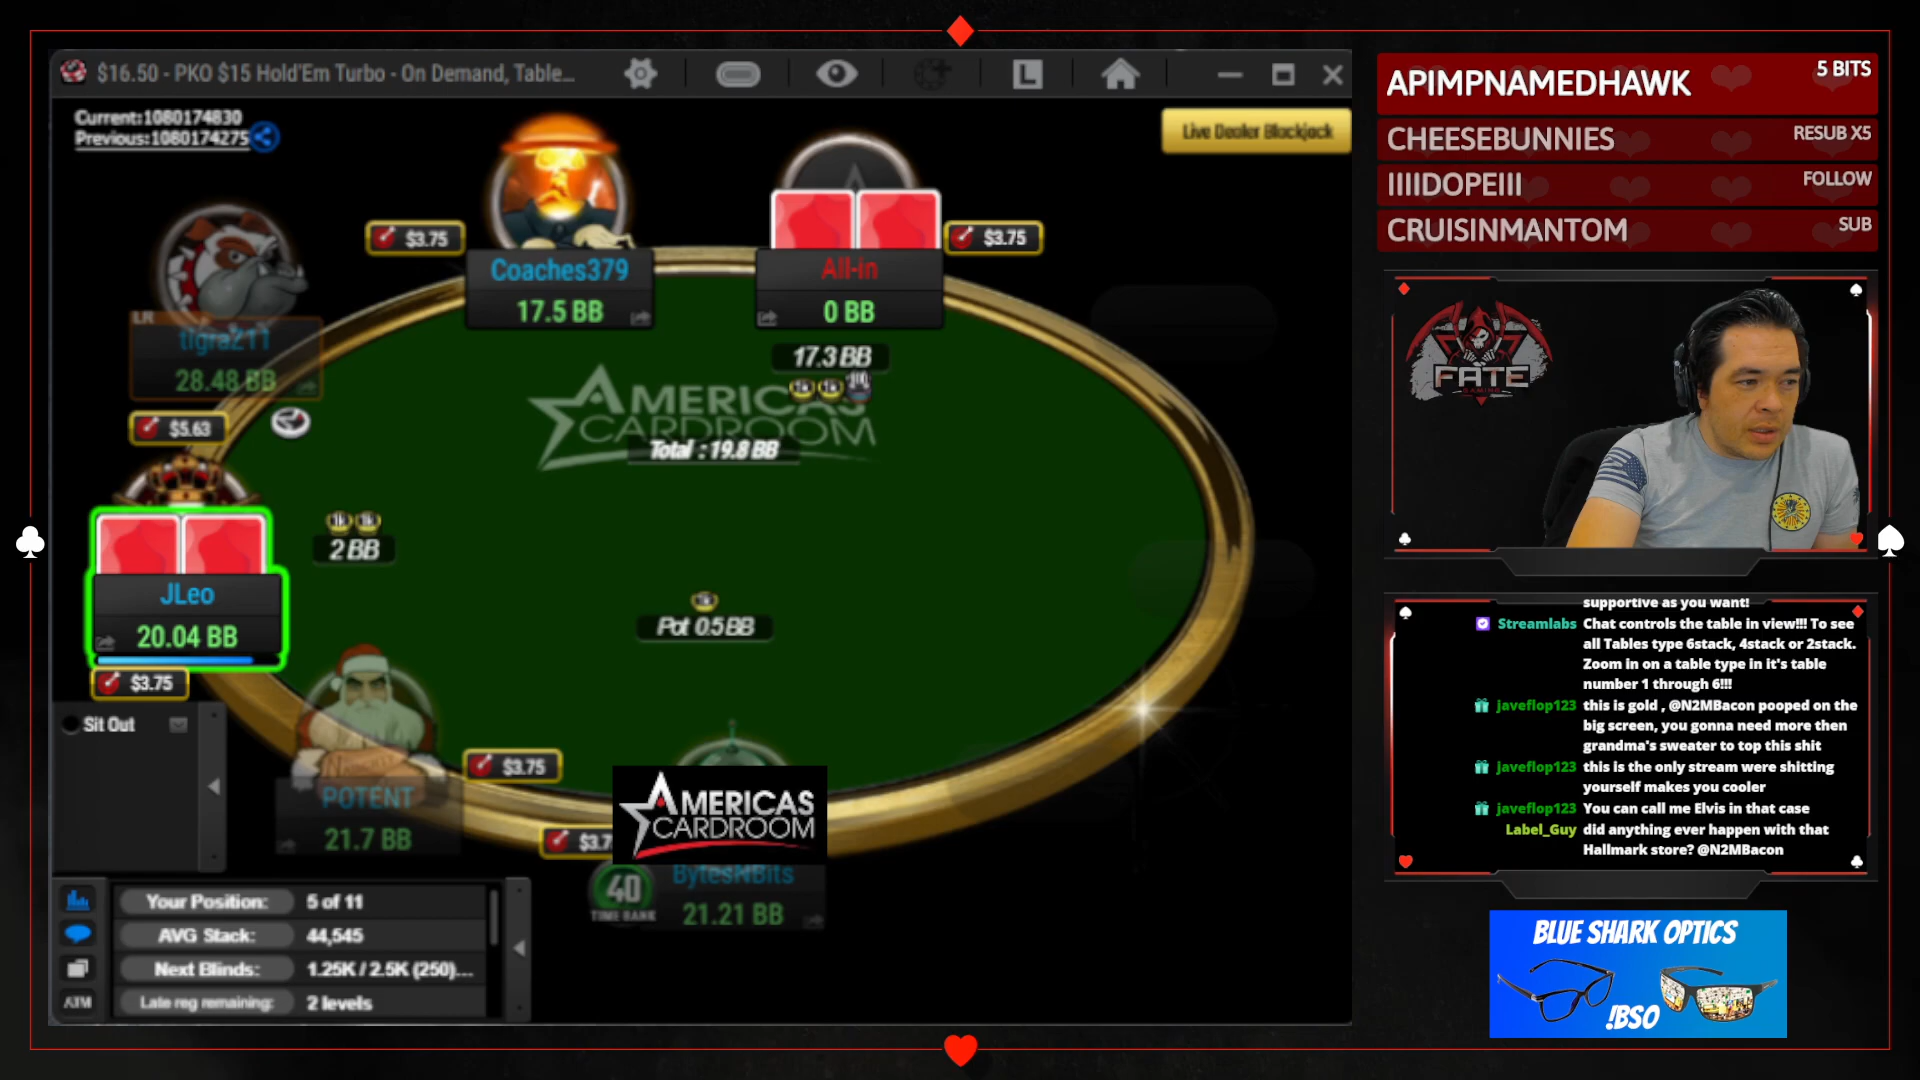 $16.50 - PKO $15 Hold'Em Turbo - On Demand, Table...
L
Current:1080174830
Previous:1080174275
Live Dealer Blackjack
$3.75
Coaches379
17.5 BB
$3.75
All-in
0 BB
17.3 BB
LR
tigra211
28.48 BB
$5.63
AMERICAS
CARDROOM
Total : 19.8 BB
2 BB
Pot 0.5 BB
JLeo
20.04 BB
$3.75
Sit Out
POTENT
21.7 BB
$3.75
$3.7
AMERICAS
CARDROOM
BytesNBits
21.21 BB
40
TIME BANK
Your Position: 5 of 11
AVG Stack: 44,545
Next Blinds: 1.25K / 2.5K (250)...
Late reg remaining: 2 levels
ATM
APIMPNAMEDHAWK 5 BITS
CHEESEBUNNIES RESUB X5
IIIIDOPEIII FOLLOW
CRUISINMANTOM SUB
FATE
GAMING
supportive as you want!
Streamlabs Chat controls the table in view!!! To see
all Tables type 6stack, 4stack or 2stack.
Zoom in on a table type in it's table
number 1 through 6!!!
javeflop123 this is gold , @N2MBacon pooped on the
big screen, you gonna need more then
grandma's sweater to top this shit
javeflop123 this is the only stream were shitting
yourself makes you cooler
javeflop123 You can call me Elvis in that case
Label_Guy did anything ever happen with that
Hallmark store? @N2MBacon
BLUE SHARK OPTICS
!BSO